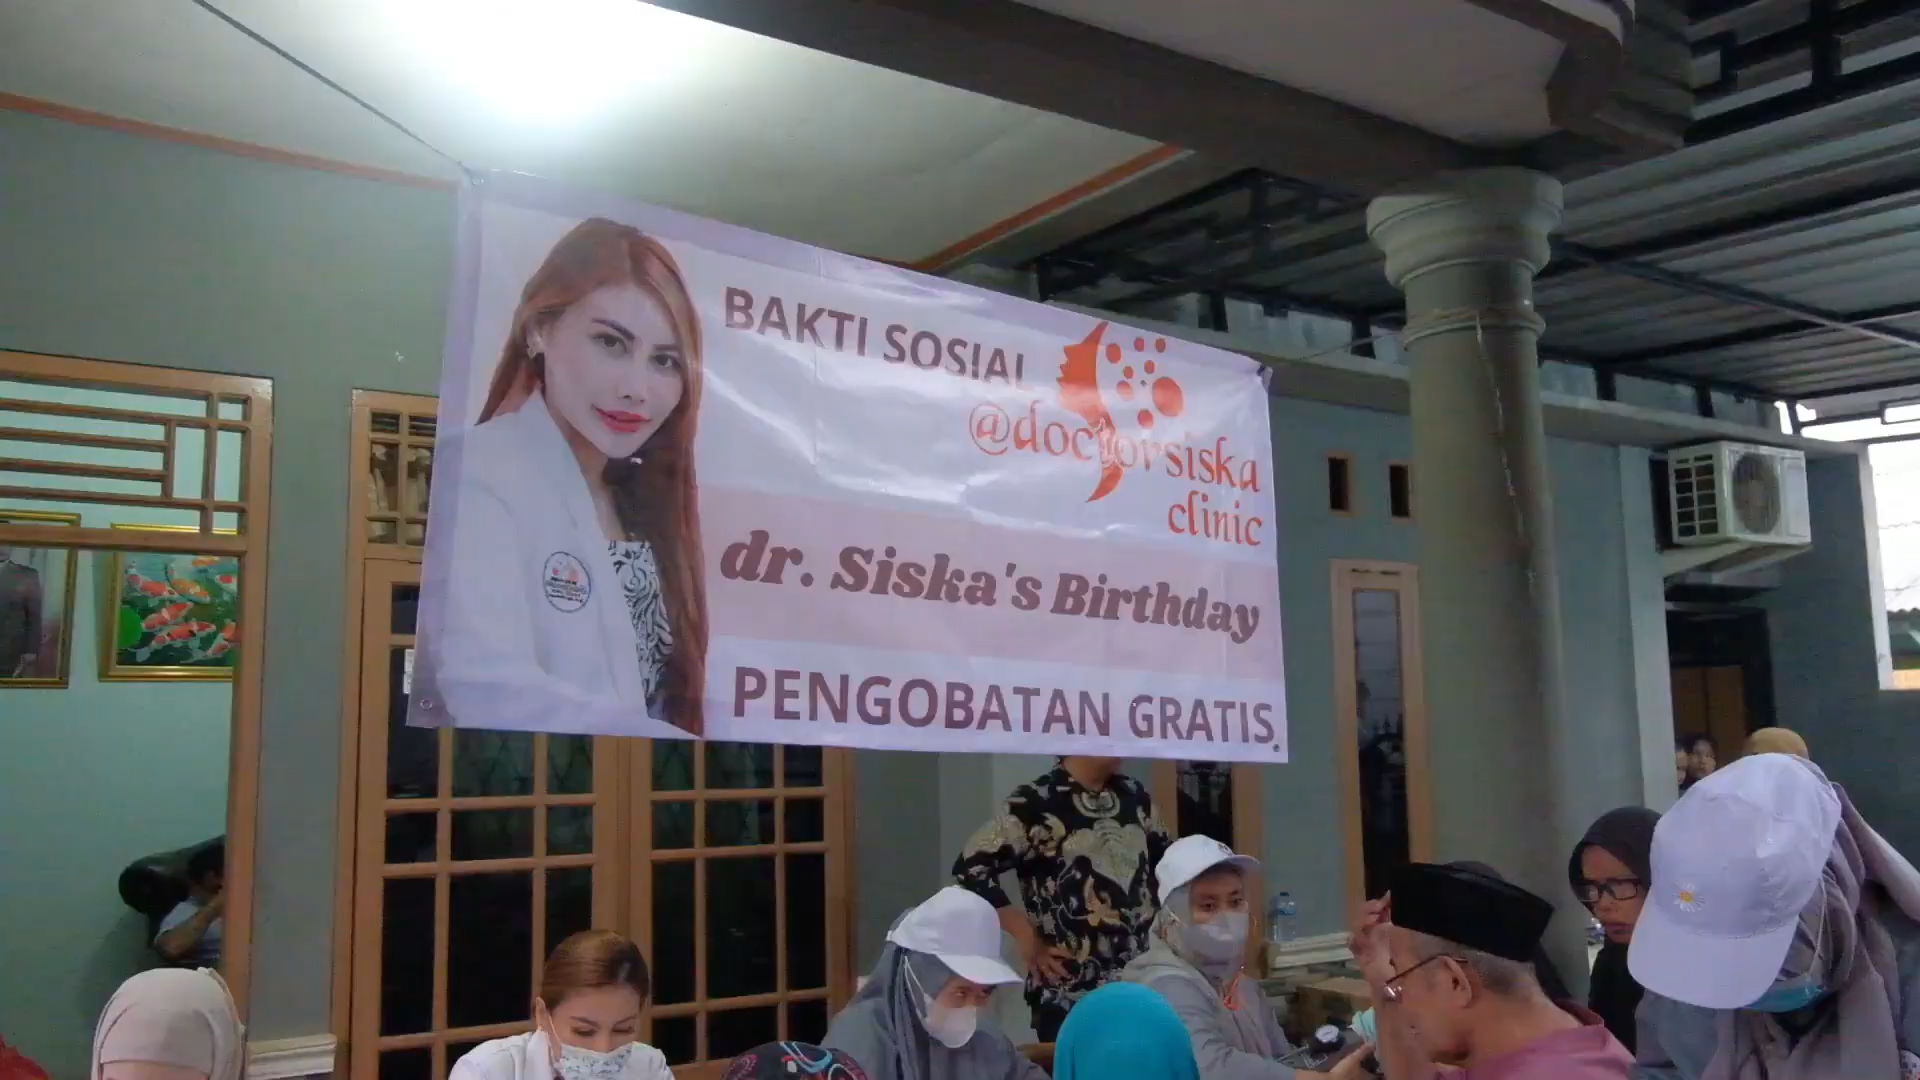 BAKTI SOSIAL
@doctorsiska
clinic
dr. Siska's Birthday
PENGOBATAN GRATIS.